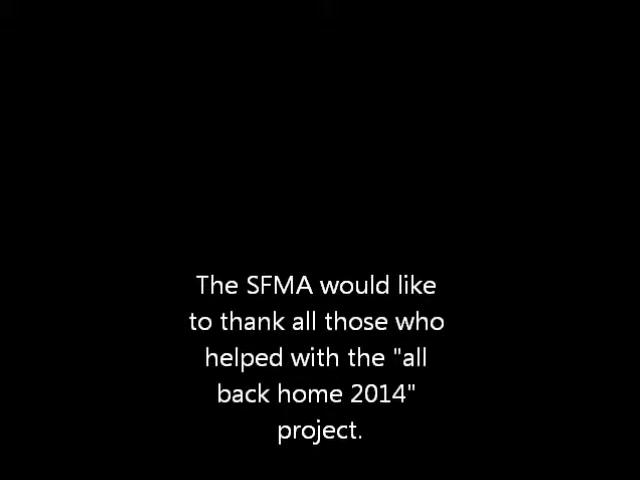 The SFMA would like
to thank all those who
helped with the "all
back home 2014"
project.